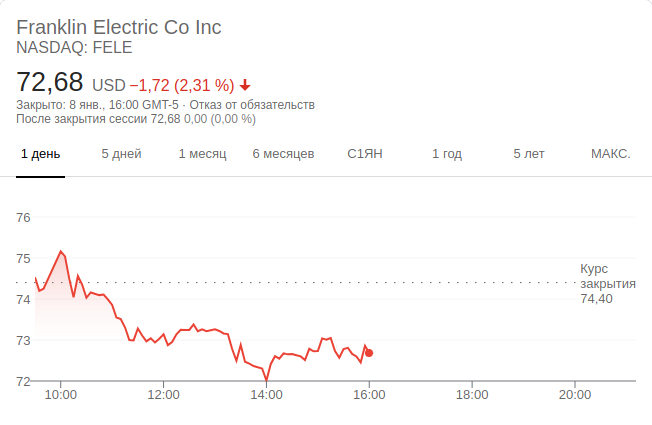 Franklin Electric Co Inc
NASDAQ: FELE
72,68 USD −1,72 (2,31 %)
Закрыто: 8 янв., 16:00 GMT-5 · Отказ от обязательств
После закрытия сессии 72,68 0,00 (0,00 %)
1 день 5 дней 1 месяц 6 месяцев С1ЯН 1 год 5 лет МАКС.
76
75
Курс
закрытия
74,40
74
73
72
10:00 12:00 14:00 16:00 18:00 20:00